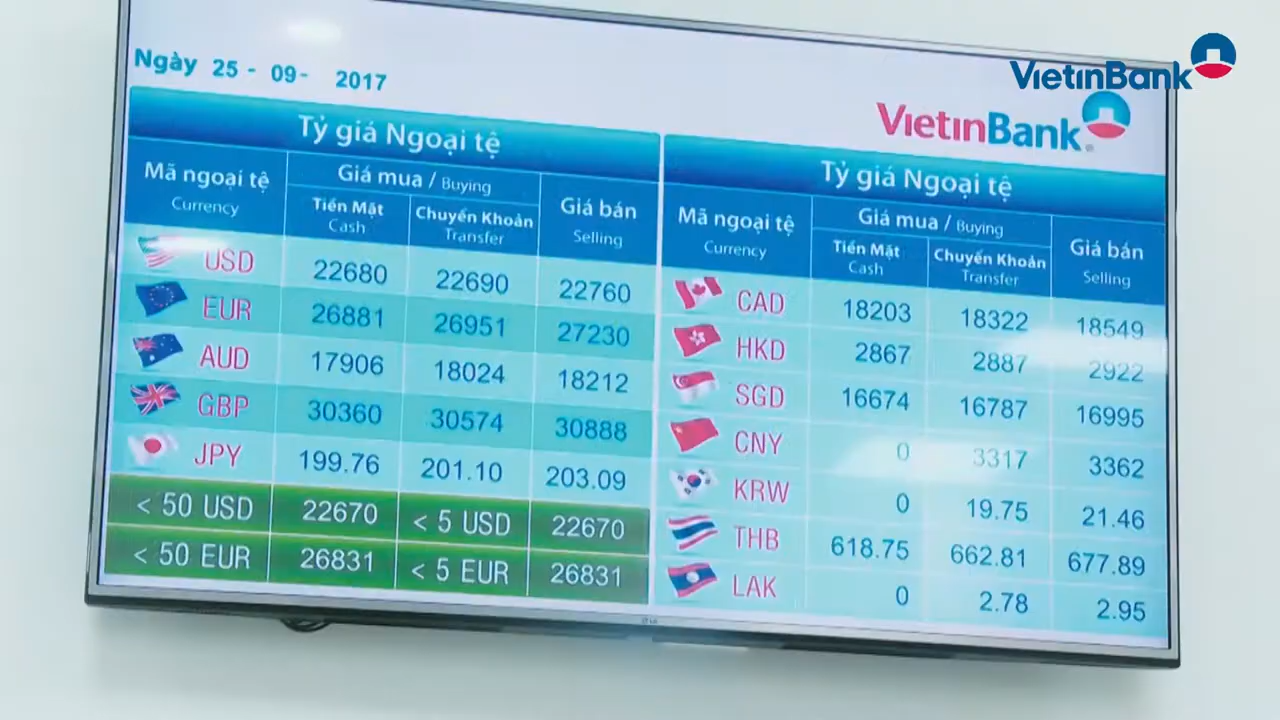 VietinBank
Ngày 25 - 09 - 2017
VietinBank
Tỷ giá Ngoại tệ
Mã ngoại tệ Giá mua / Buying Giá bán
Currency Tiền Mặt Chuyển Khoản Selling
Cash Transfer
USD 22680 22690 22760
EUR 26881 26951 27230
AUD 17906 18024 18212
GBP 30360 30574 30888
JPY 199.76 201.10 203.09
< 50 USD 22670 < 5 USD 22670
< 50 EUR 26831 < 5 EUR 26831
Tỷ giá Ngoại tệ
Mã ngoại tệ Giá mua / Buying Giá bán
Currency Tiền Mặt Chuyển Khoản Selling
Cash Transfer
CAD 18203 18322 18549
HKD 2867 2887 2922
SGD 16674 16787 16995
CNY 0 3317 3362
KRW 0 19.75 21.46
THB 618.75 662.81 677.89
LAK 0 2.78 2.95
LG